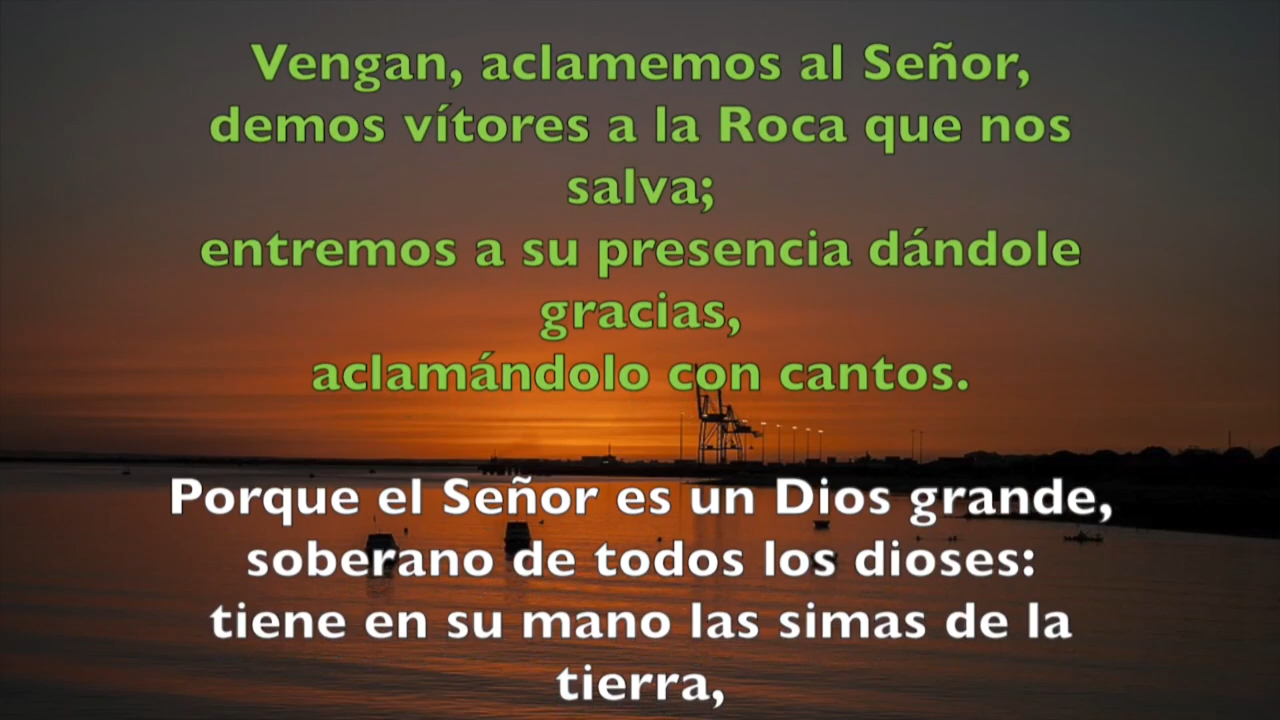 Vengan, aclamemos al Señor,
demos vítores a la Roca que nos
salva;
entremos a su presencia dándole
gracias,
aclamándolo con cantos.
Porque el Señor es un Dios grande,
soberano de todos los dioses:
tiene en su mano las simas de la
tierra,